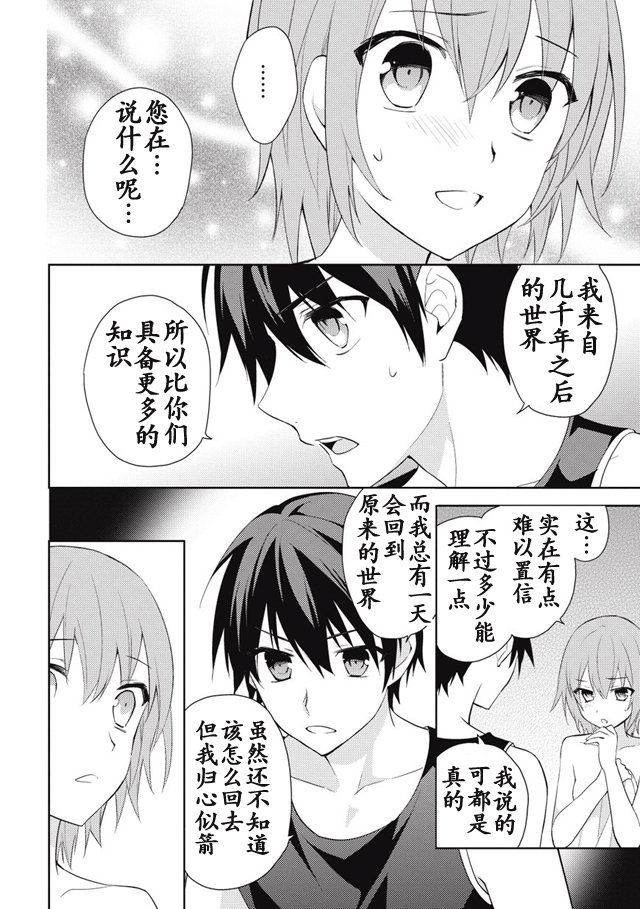 ……
您在…
说什么呢…
我来自
几千年之后
的世界
所以比你们
具备更多的
知识
这…
实在有点
难以置信
不过多少能
理解一点
我说的
可都是
真的
而我总有一天
会回到
原来的世界
虽然还不知道
该怎么回去
但我归心似箭